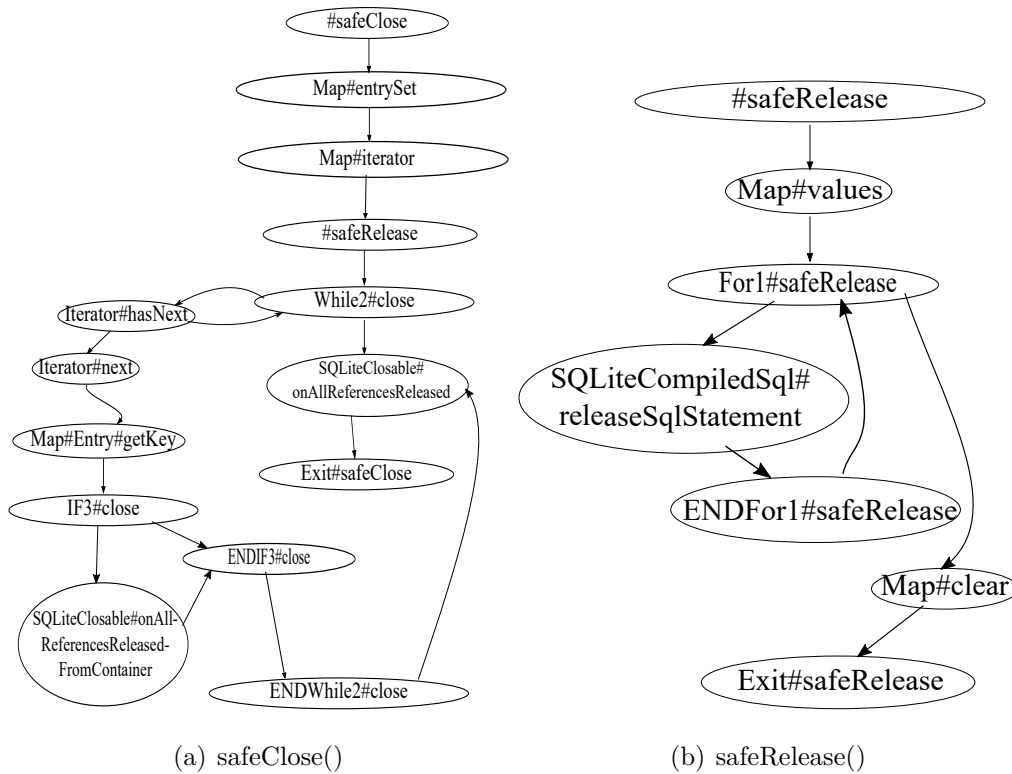 #safeClose
Map#entrySet
Map#iterator
#safeRelease
While2#close
Iterator#hasNext
Iterator#next
Map#Entry#getKey
IF3#close
SQLiteClosable#
onAllReferencesReleased
Exit#safeClose
ENDIF3#close
SQLiteClosable#onAll-
ReferencesReleased-
FromContainer
ENDWhile2#close
(a) safeClose()
#safeRelease
Map#values
For1#safeRelease
SQLiteCompiledSql#
releaseSqlStatement
ENDFor1#safeRelease
Map#clear
Exit#safeRelease
(b) safeRelease()